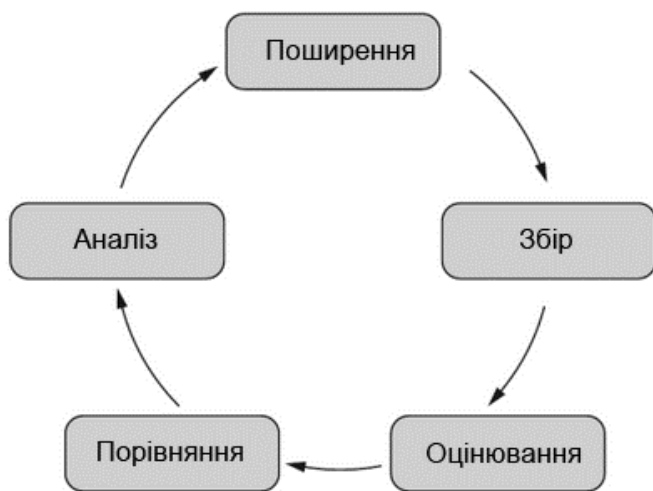 Поширення
Аналіз
Збір
Порівняння
Оцінювання